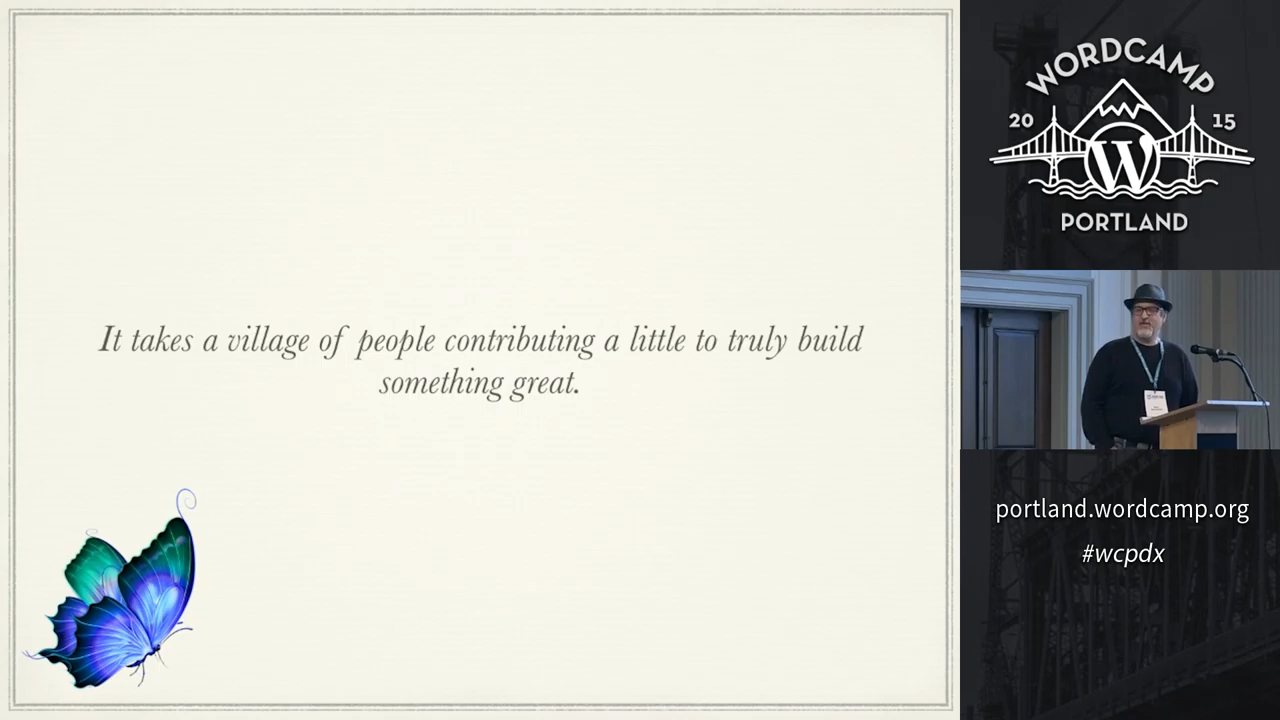 It takes a village of people contributing a little to truly build
something great.
WORDCAMP
20 15
W
PORTLAND
portland.wordcamp.org
#wcpdx